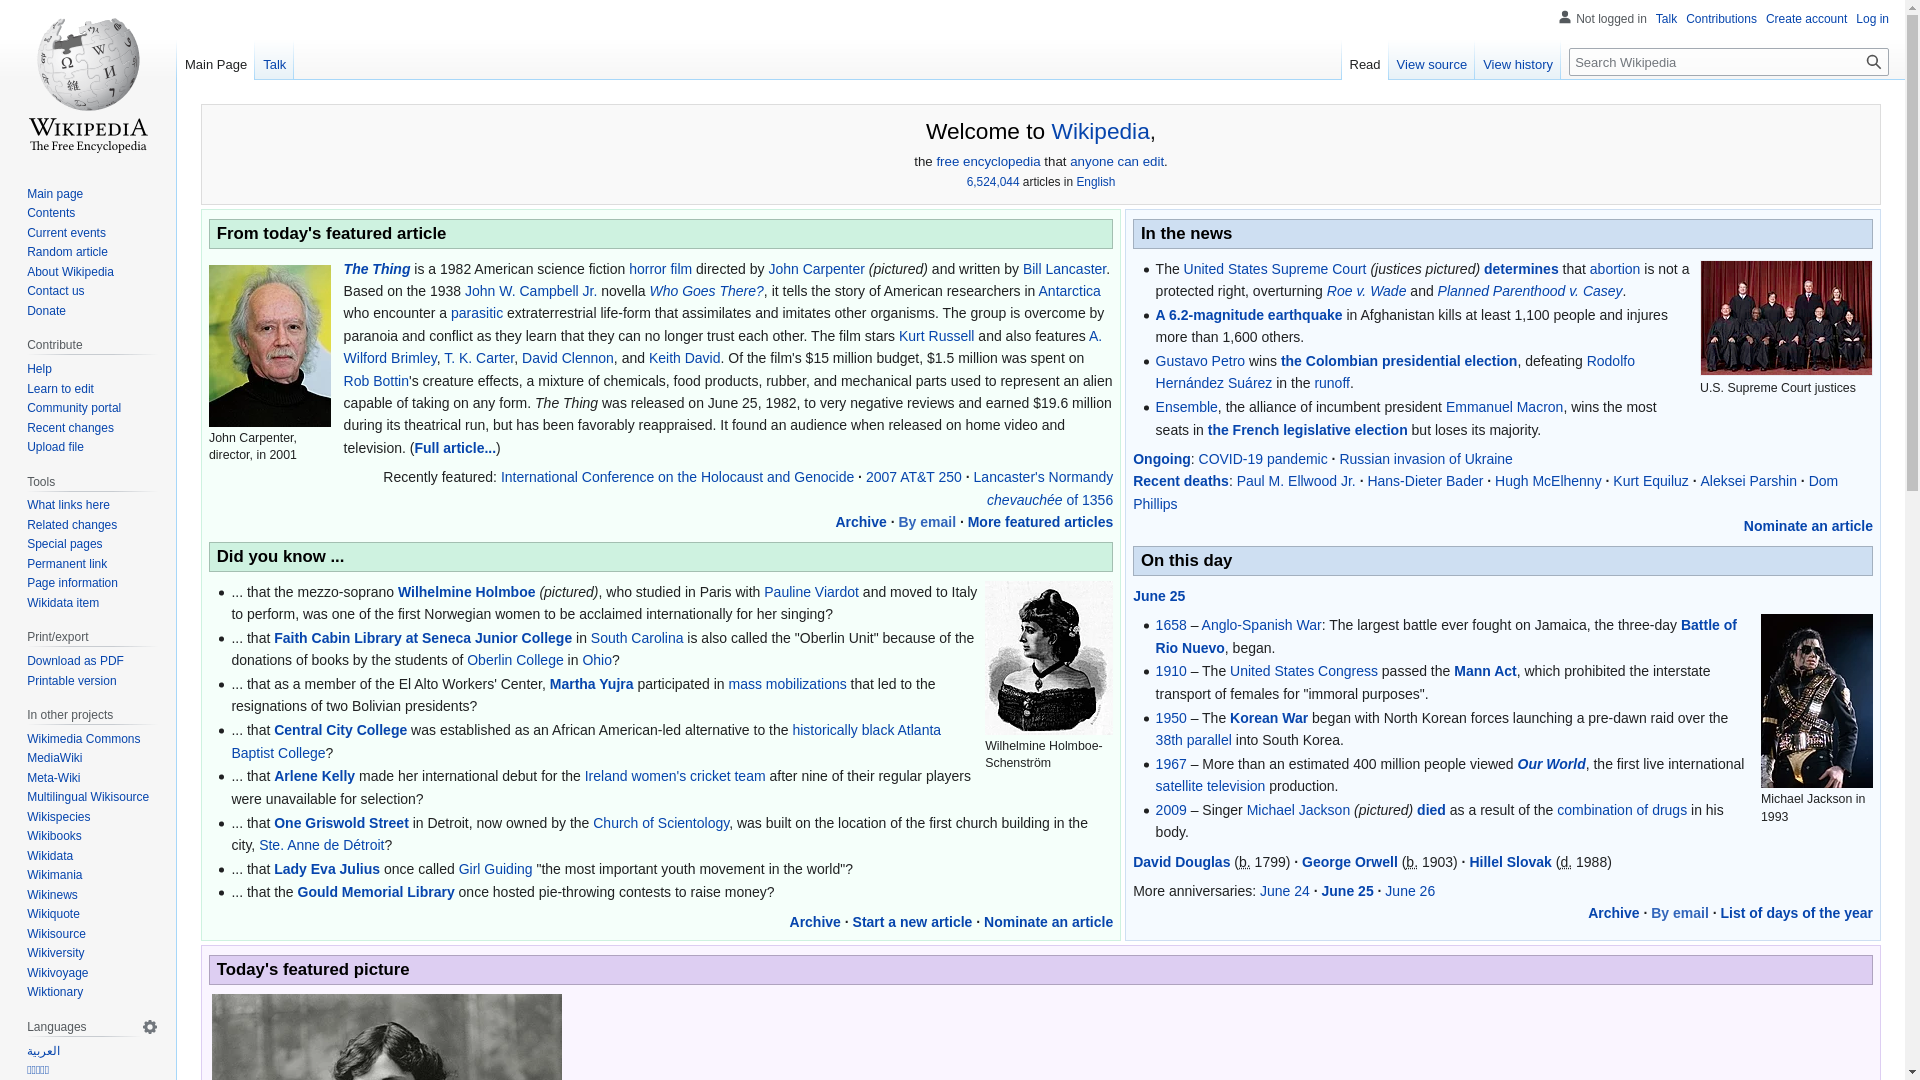 Not logged in Talk Contributions Create account Log in
Main Page Talk
Read View source View history Search Wikipedia
WIKIPEDIA
The Free Encyclopedia
Main page
Contents
Current events
Random article
About Wikipedia
Contact us
Donate
Contribute
Help
Learn to edit
Community portal
Recent changes
Upload file
Tools
What links here
Related changes
Special pages
Permanent link
Page information
Wikidata item
Print/export
Download as PDF
Printable version
In other projects
Wikimedia Commons
MediaWiki
Meta-Wiki
Multilingual Wikisource
Wikispecies
Wikibooks
Wikidata
Wikimania
Wikinews
Wikiquote
Wikisource
Wikiversity
Wikivoyage
Wiktionary
Languages
العربية
Welcome to Wikipedia,
the free encyclopedia that anyone can edit.
6,524,044 articles in English
From today's featured article
John Carpenter,
director, in 2001
The Thing is a 1982 American science fiction horror film directed by John Carpenter (pictured) and written by Bill Lancaster.
Based on the 1938 John W. Campbell Jr. novella Who Goes There?, it tells the story of American researchers in Antarctica
who encounter a parasitic extraterrestrial life-form that assimilates and imitates other organisms. The group is overcome by
paranoia and conflict as they learn that they can no longer trust each other. The film stars Kurt Russell and also features A.
Wilford Brimley, T. K. Carter, David Clennon, and Keith David. Of the film's $15 million budget, $1.5 million was spent on
Rob Bottin's creature effects, a mixture of chemicals, food products, rubber, and mechanical parts used to represent an alien
capable of taking on any form. The Thing was released on June 25, 1982, to very negative reviews and earned $19.6 million
during its theatrical run, but has been favorably reappraised. It found an audience when released on home video and
television. (Full article...)
Recently featured: International Conference on the Holocaust and Genocide · 2007 AT&T 250 · Lancaster's Normandy
chevauchée of 1356
Archive · By email · More featured articles
Did you know ...
... that the mezzo-soprano Wilhelmine Holmboe (pictured), who studied in Paris with Pauline Viardot and moved to Italy
to perform, was one of the first Norwegian women to be acclaimed internationally for her singing?
... that Faith Cabin Library at Seneca Junior College in South Carolina is also called the "Oberlin Unit" because of the
donations of books by the students of Oberlin College in Ohio?
... that as a member of the El Alto Workers' Center, Martha Yujra participated in mass mobilizations that led to the
resignations of two Bolivian presidents?
... that Central City College was established as an African American-led alternative to the historically black Atlanta
Baptist College?
... that Arlene Kelly made her international debut for the Ireland women's cricket team after nine of their regular players
were unavailable for selection?
... that One Griswold Street in Detroit, now owned by the Church of Scientology, was built on the location of the first church building in the
city, Ste. Anne de Détroit?
... that Lady Eva Julius once called Girl Guiding "the most important youth movement in the world"?
... that the Gould Memorial Library once hosted pie-throwing contests to raise money?
Wilhelmine Holmboe-
Schenström
Archive · Start a new article · Nominate an article
In the news
The United States Supreme Court (justices pictured) determines that abortion is not a
protected right, overturning Roe v. Wade and Planned Parenthood v. Casey.
A 6.2-magnitude earthquake in Afghanistan kills at least 1,100 people and injures
more than 1,600 others.
Gustavo Petro wins the Colombian presidential election, defeating Rodolfo
Hernández Suárez in the runoff.
Ensemble, the alliance of incumbent president Emmanuel Macron, wins the most
seats in the French legislative election but loses its majority.
U.S. Supreme Court justices
Ongoing: COVID-19 pandemic · Russian invasion of Ukraine
Recent deaths: Paul M. Ellwood Jr. · Hans-Dieter Bader · Hugh McElhenny · Kurt Equiluz · Aleksei Parshin · Dom
Phillips
Nominate an article
On this day
June 25
1658 – Anglo-Spanish War: The largest battle ever fought on Jamaica, the three-day Battle of
Rio Nuevo, began.
1910 – The United States Congress passed the Mann Act, which prohibited the interstate
transport of females for "immoral purposes".
1950 – The Korean War began with North Korean forces launching a pre-dawn raid over the
38th parallel into South Korea.
1967 – More than an estimated 400 million people viewed Our World, the first live international
satellite television production.
2009 – Singer Michael Jackson (pictured) died as a result of the combination of drugs in his
body.
Michael Jackson in
1993
David Douglas (b. 1799) · George Orwell (b. 1903) · Hillel Slovak (d. 1988)
More anniversaries: June 24 · June 25 · June 26
Archive · By email · List of days of the year
Today's featured picture